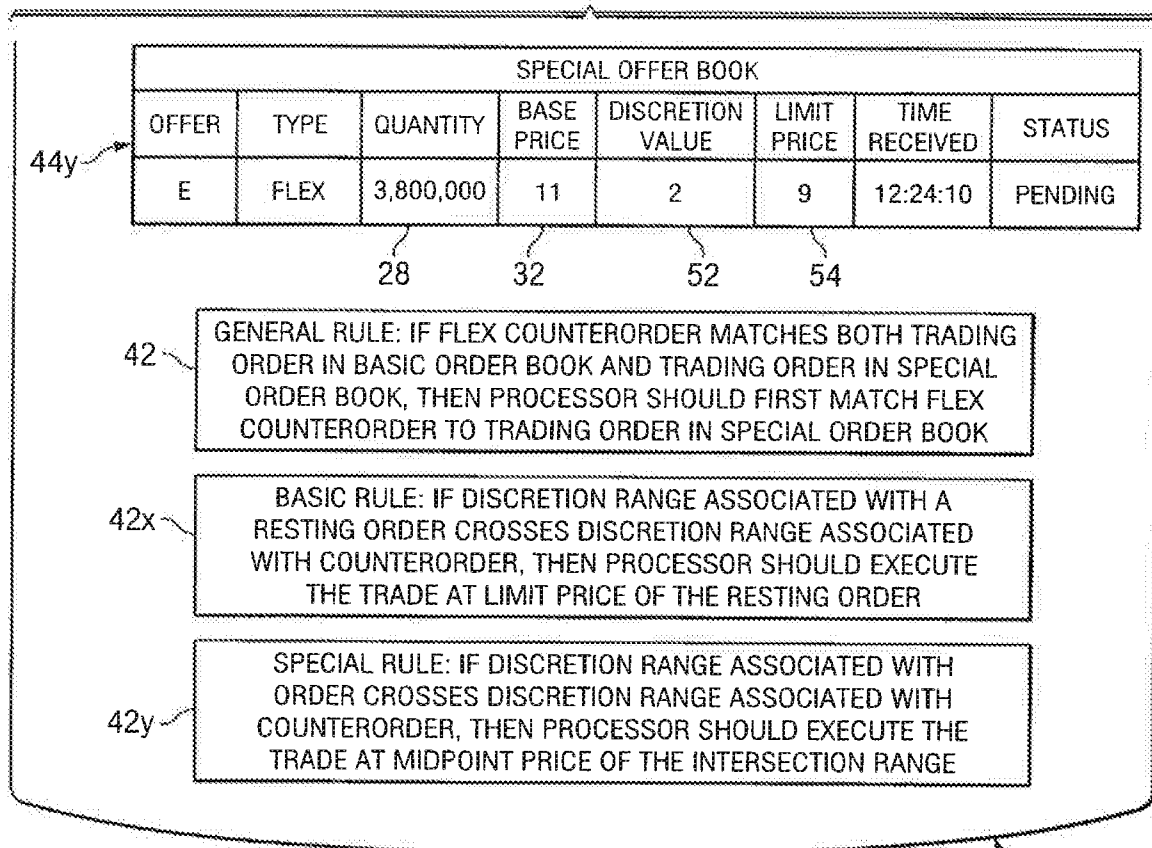 SPECIAL OFFER BOOK
OFFER TYPE QUANTITY BASE PRICE DISCRETION VALUE LIMIT PRICE TIME RECEIVED STATUS
44y
E FLEX 3,800,000 11 2 9 12:24:10 PENDING
28 32 52 54
42
GENERAL RULE: IF FLEX COUNTERORDER MATCHES BOTH TRADING
ORDER IN BASIC ORDER BOOK AND TRADING ORDER IN SPECIAL
ORDER BOOK, THEN PROCESSOR SHOULD FIRST MATCH FLEX
COUNTERORDER TO TRADING ORDER IN SPECIAL ORDER BOOK
42x
BASIC RULE: IF DISCRETION RANGE ASSOCIATED WITH A
RESTING ORDER CROSSES DISCRETION RANGE ASSOCIATED
WITH COUNTERORDER, THEN PROCESSOR SHOULD EXECUTE
THE TRADE AT LIMIT PRICE OF THE RESTING ORDER
42y
SPECIAL RULE: IF DISCRETION RANGE ASSOCIATED WITH
ORDER CROSSES DISCRETION RANGE ASSOCIATED WITH
COUNTERORDER, THEN PROCESSOR SHOULD EXECUTE THE
TRADE AT MIDPOINT PRICE OF THE INTERSECTION RANGE